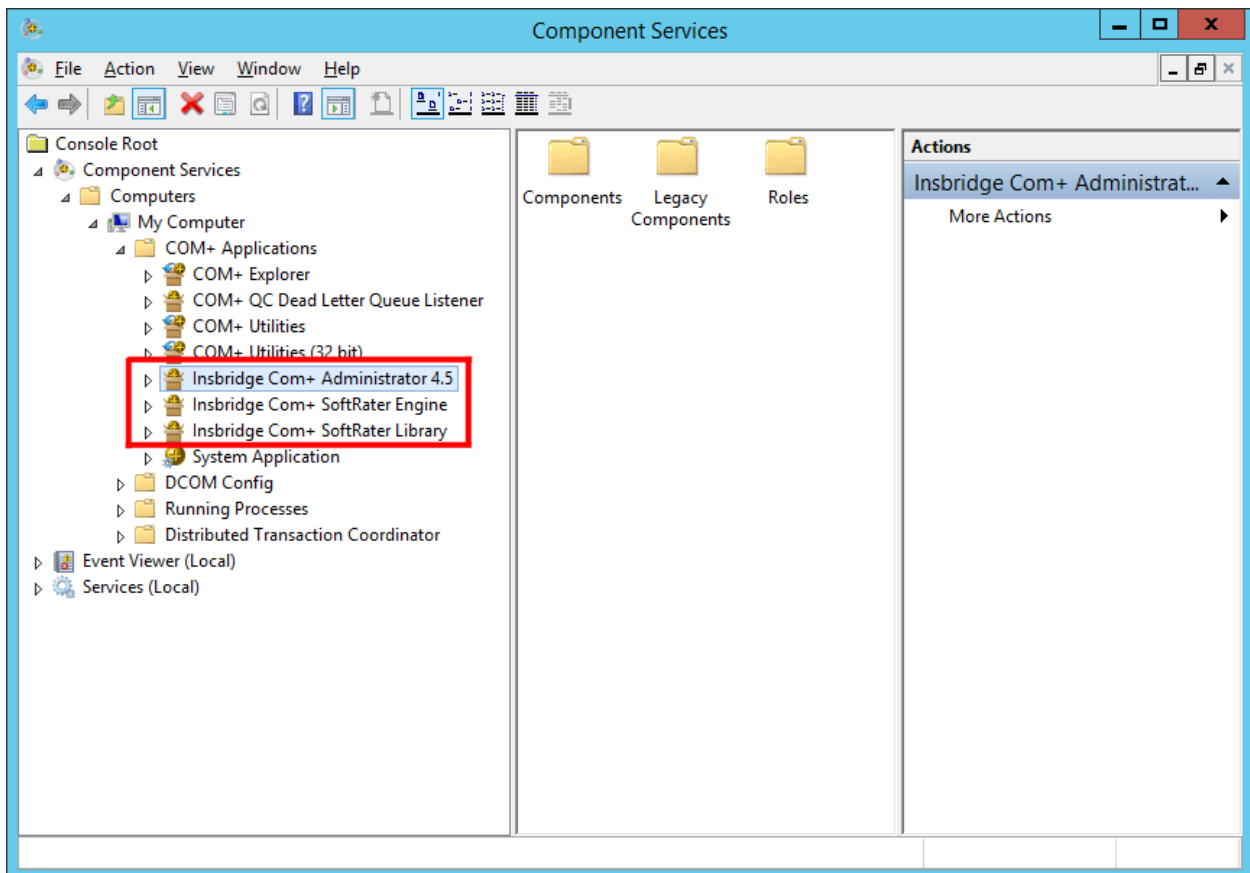 Component Services
x
File Action View Window Help
Console Root
Component Services
Computers
My Computer
COM+ Applications
COM+ Explorer
COM+ QC Dead Letter Queue Listener
COM+ Utilities
COM+ Utilities (32 bit)
Insbridge Com+ Administrator 4.5
Insbridge Com+ SoftRater Engine
Insbridge Com+ SoftRater Library
System Application
DCOM Config
Running Processes
Distributed Transaction Coordinator
Event Viewer (Local)
Services (Local)
Components
Legacy
Components
Roles
Actions
Insbridge Com+ Administrat...
More Actions